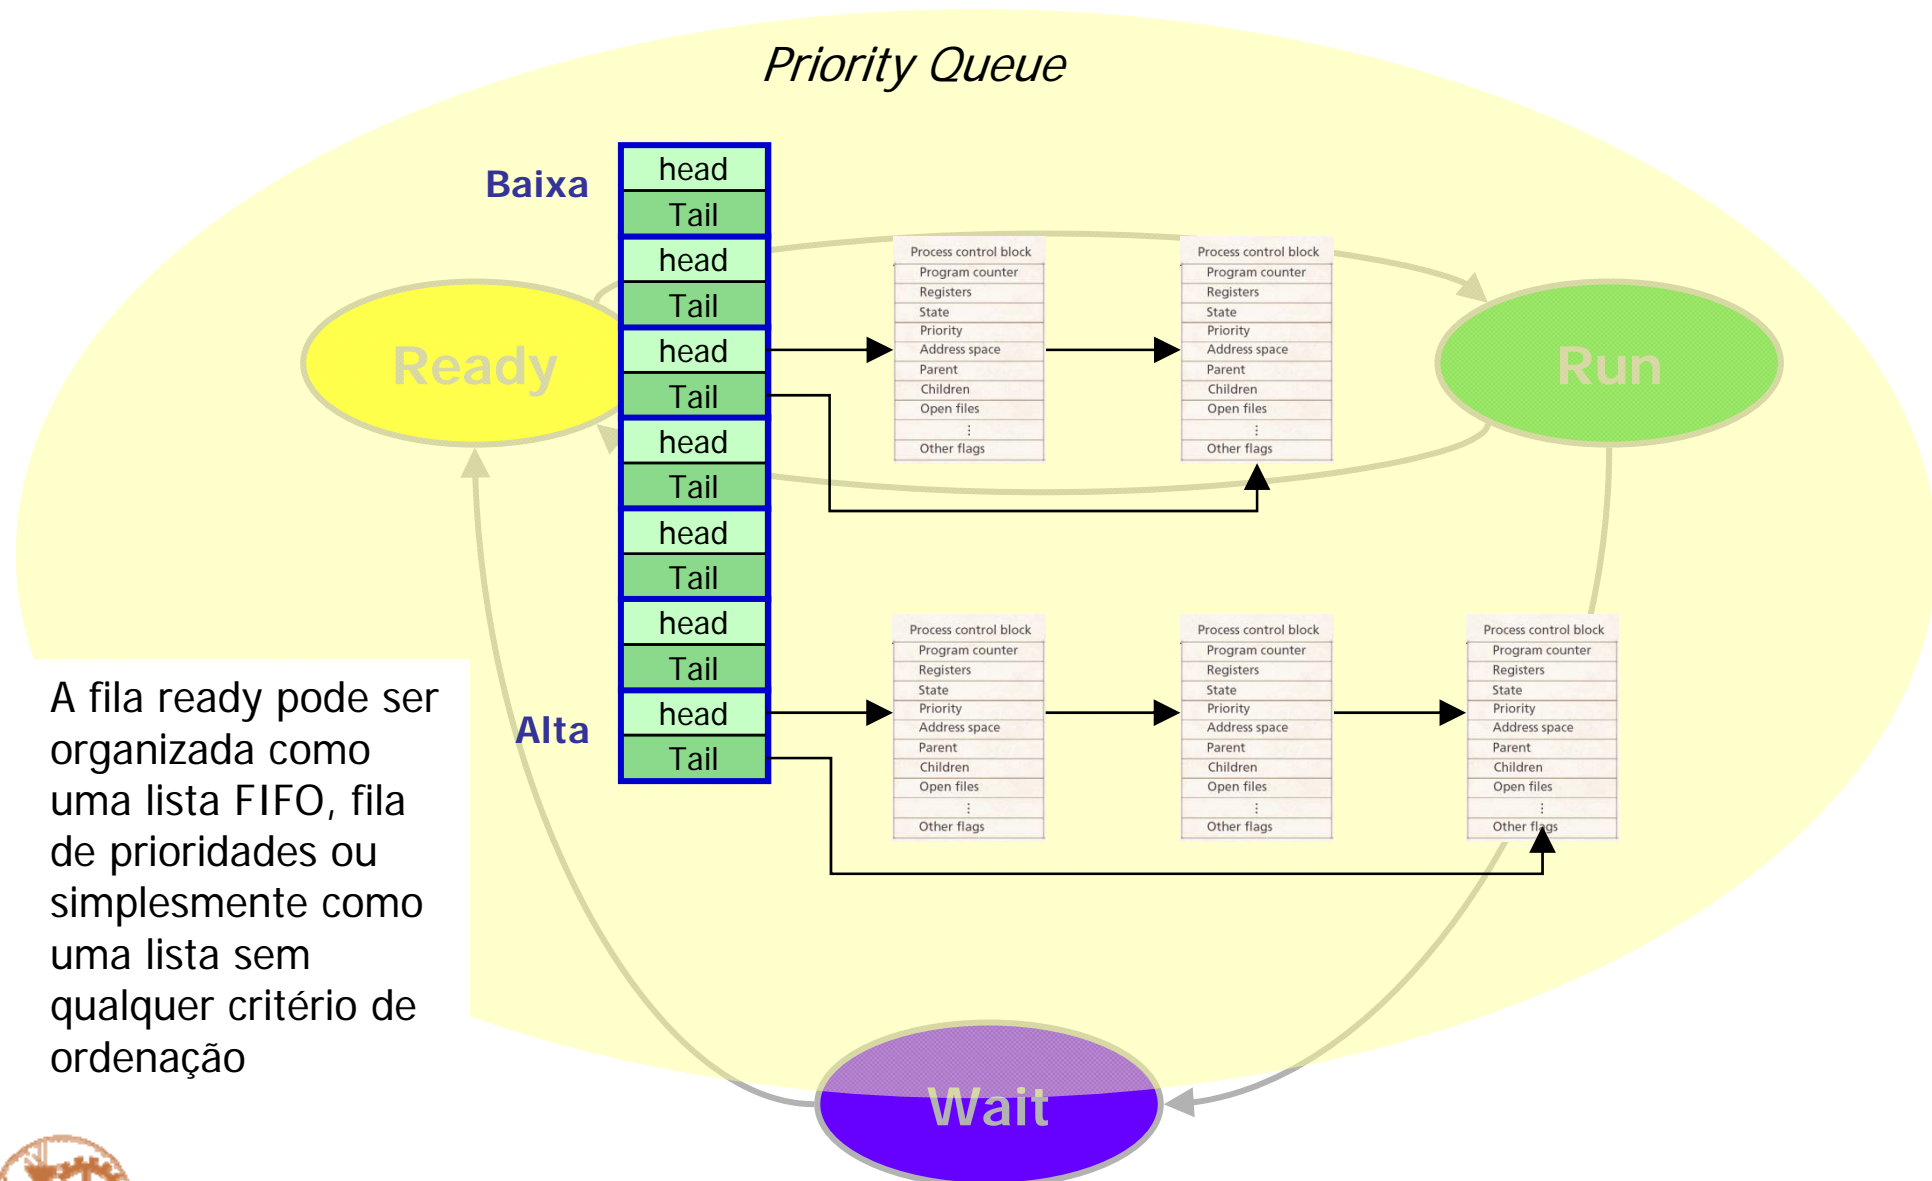 Priority Queue
Baixa
head
Tail
head
Tail
head
Tail
head
Tail
head
Tail
head
Tail
Alta
head
Tail
Ready
Run
Wait
Process control block
Program counter
Registers
State
Priority
Address space
Parent
Children
Open files
⋮
Other flags
Process control block
Program counter
Registers
State
Priority
Address space
Parent
Children
Open files
⋮
Other flags
Process control block
Program counter
Registers
State
Priority
Address space
Parent
Children
Open files
⋮
Other flags
Process control block
Program counter
Registers
State
Priority
Address space
Parent
Children
Open files
⋮
Other flags
Process control block
Program counter
Registers
State
Priority
Address space
Parent
Children
Open files
⋮
Other flags
A fila ready pode ser
organizada como
uma lista FIFO, fila
de prioridades ou
simplesmente como
uma lista sem
qualquer critério de
ordenação